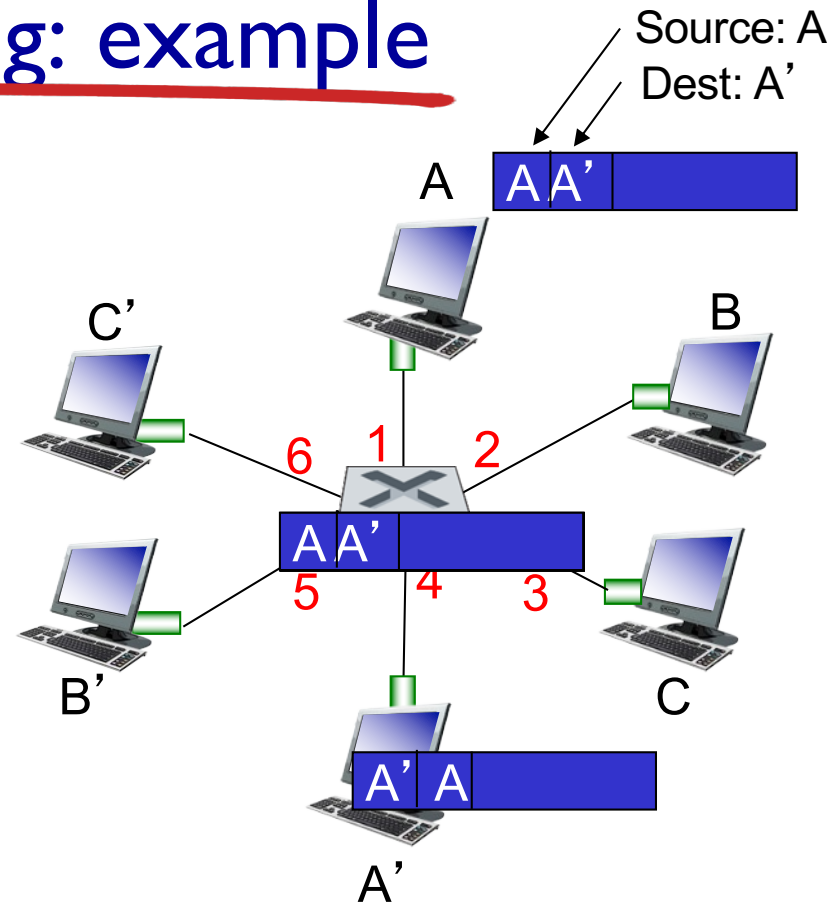 g: example
Source: A
Dest: A’
A
A A’
C’
B
6
1
2
A A’
5
4
3
B’
C
A’ A
A’